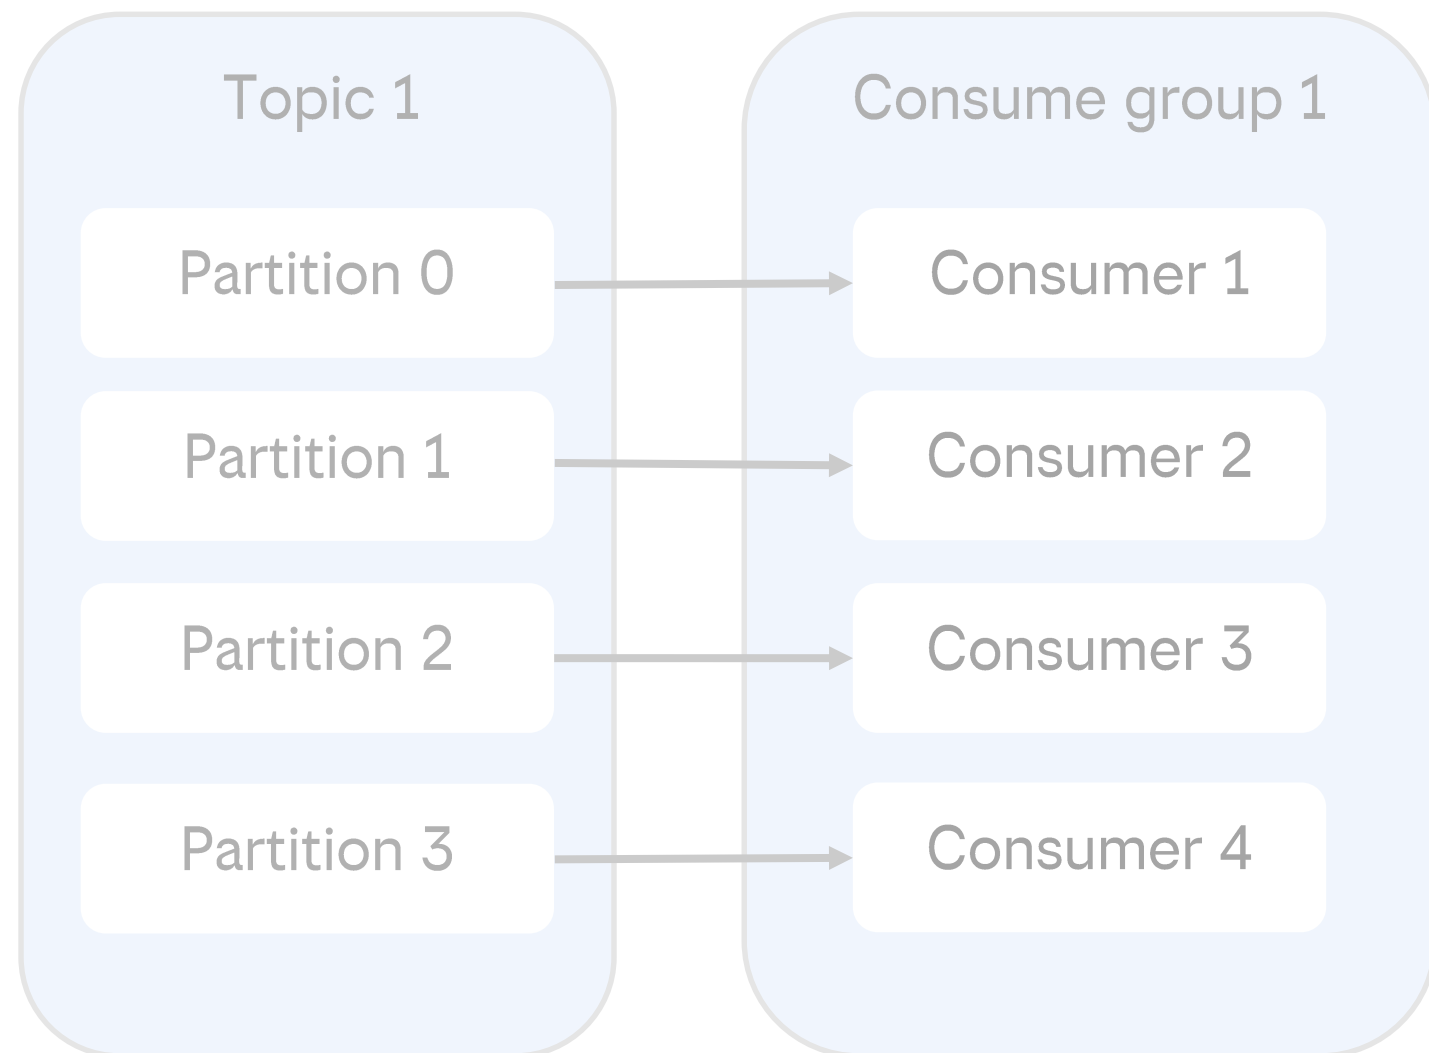 Topic 1
Partition 0
Partition 1
Partition 2
Partition 3
Consume group 1
Consumer 1
Consumer 2
Consumer 3
Consumer 4